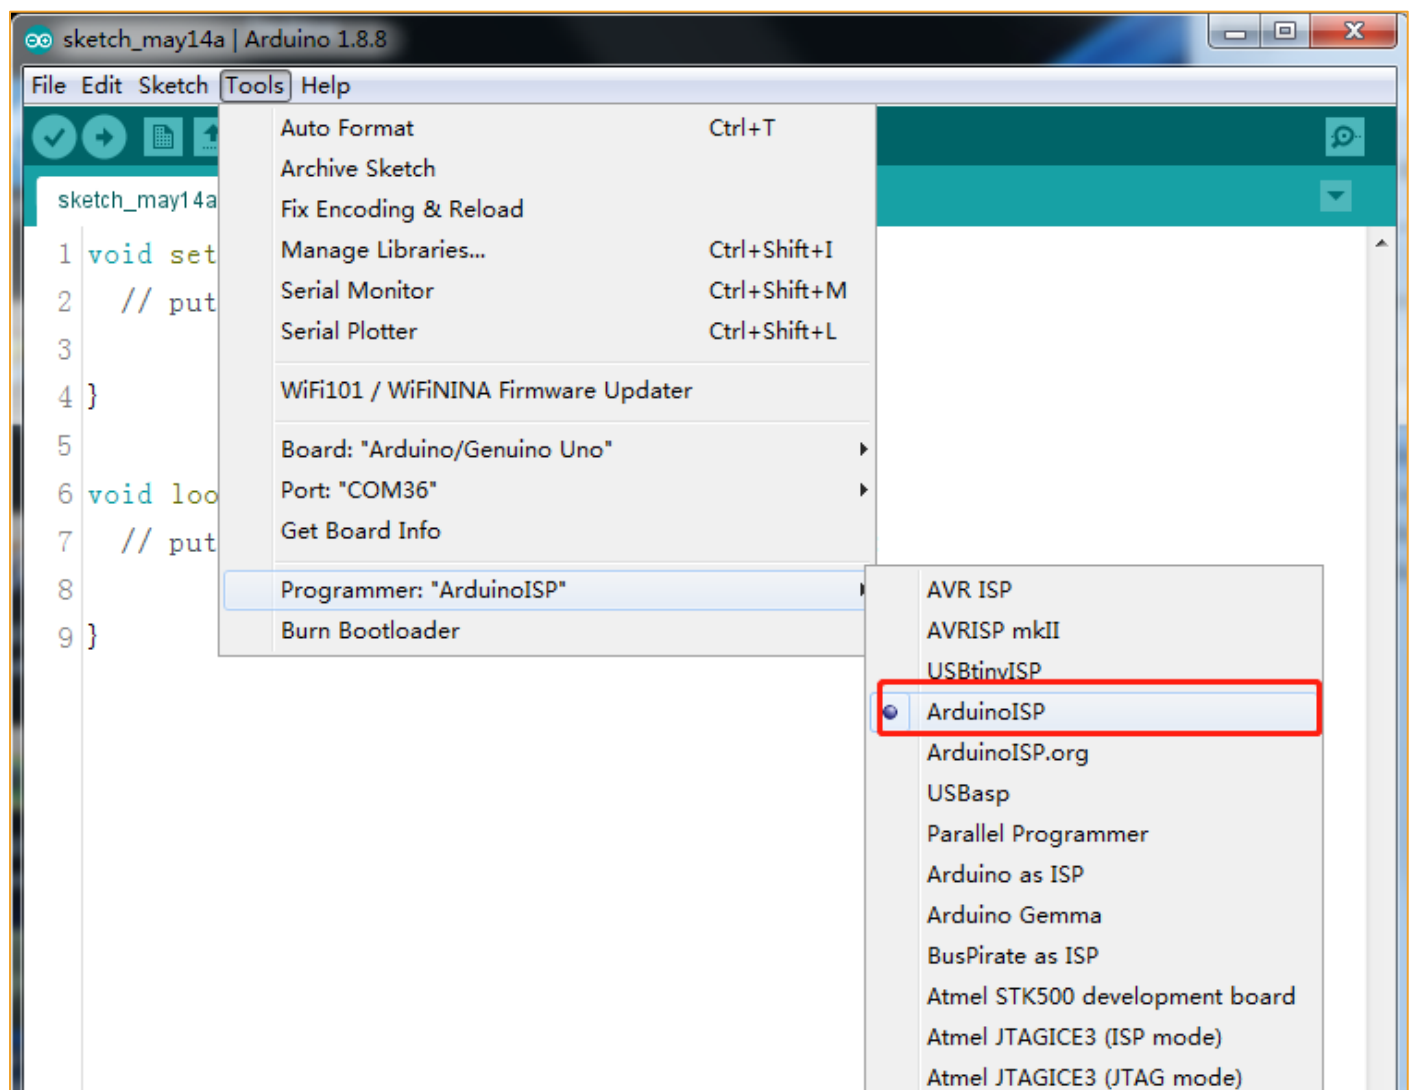 sketch_may14a | Arduino 1.8.8
File Edit Sketch Tools Help
Auto Format Ctrl+T
Archive Sketch
Fix Encoding & Reload
Manage Libraries... Ctrl+Shift+I
Serial Monitor Ctrl+Shift+M
Serial Plotter Ctrl+Shift+L
WiFi101 / WiFiNINA Firmware Updater
Board: "Arduino/Genuino Uno"
Port: "COM36"
Get Board Info
Programmer: "ArduinoISP"
Burn Bootloader
AVR ISP
AVRISP mkII
USBtinyISP
ArduinoISP
ArduinoISP.org
USBasp
Parallel Programmer
Arduino as ISP
Arduino Gemma
BusPirate as ISP
Atmel STK500 development board
Atmel JTAGICE3 (ISP mode)
Atmel JTAGICE3 (JTAG mode)
sketch_may14a
1 void set
2 // put
3
4 }
5
6 void loo
7 // put
8
9 }